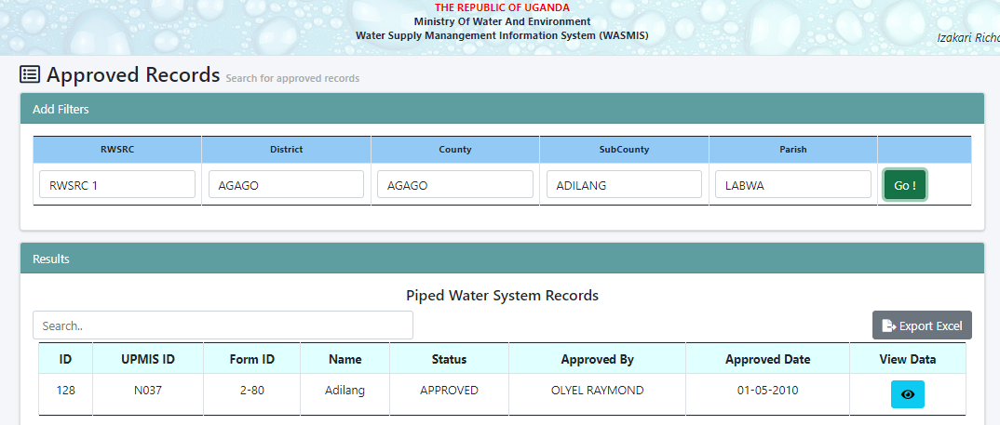 THE REPUBLIC OF UGANDA
Ministry Of Water And Environment
Water Supply Manangement Information System (WASMIS)
Izakari Richa
Approved Records Search for approved records
Add Filters
RWSRC District County SubCounty Parish
RWSRC 1 AGAGO AGAGO ADILANG LABWA Go !
Results
Piped Water System Records
Search.. Export Excel
ID UPMIS ID Form ID Name Status Approved By Approved Date View Data
128 N037 2-80 Adilang APPROVED OLYEL RAYMOND 01-05-2010